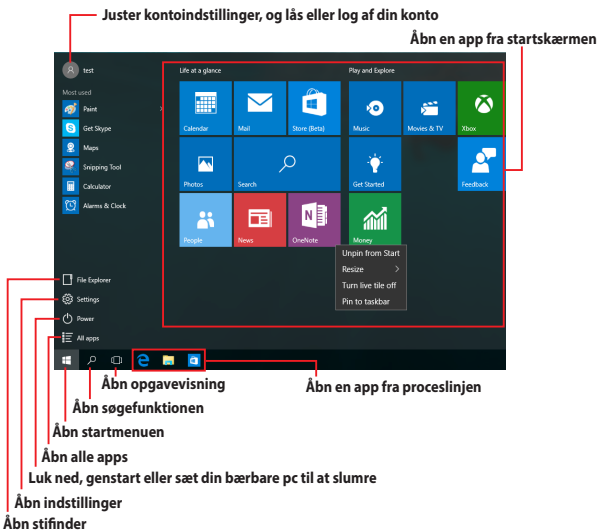 Juster kontoindstillinger, og lås eller log af din konto
Åbn en app fra startskærmen
test
Life at a glance
Play and Explore
Most used
Paint
Get Skype
Maps
Snipping Tool
Calculator
Alarms & Clock
Calendar
Mail
Store (Beta)
Music
Movies & TV
Xbox
Photos
Search
Get Started
Feedback
People
News
OneNote
Money
Unpin from Start
Resize
Turn live tile off
Pin to taskbar
File Explorer
Settings
Power
All apps
Åbn opgavevisning
Åbn en app fra proceslinjen
Åbn søgefunktionen
Åbn startmenuen
Åbn alle apps
Luk ned, genstart eller sæt din bærbare pc til at slumre
Åbn indstillinger
Åbn stifinder